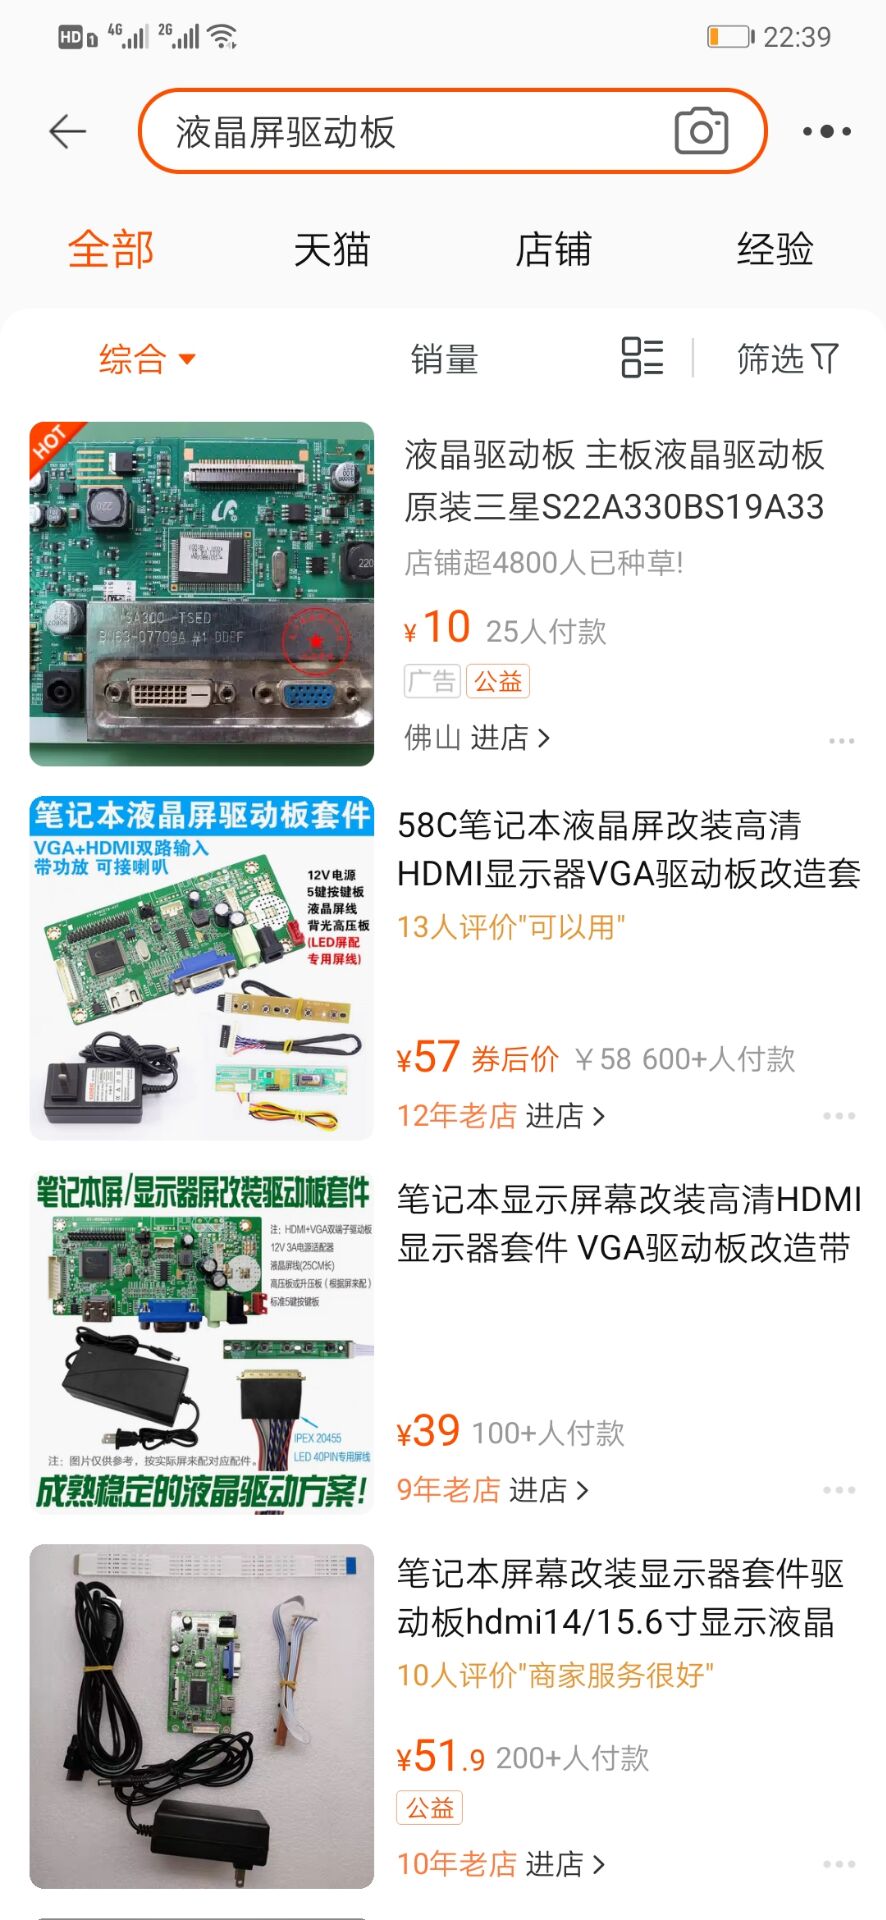 HD 1 4G 2G 22:39
液晶屏驱动板
全部 天猫 店铺 经验
综合 销量 筛选
HOT
220
220
SA300 -TSED
BN63-07709A #1 DDEF
液晶驱动板 主板液晶驱动板
原装三星S22A330BS19A33
店铺超4800人已种草!
¥10 25人付款
广告 公益
佛山 进店
笔记本液晶屏驱动板套件
VGA+HDMI双路输入
带功放 可接喇叭
12V电源
5键按键板
液晶屏线
背光高压板
(LED屏配
专用屏线)
58C笔记本液晶屏改装高清
HDMI显示器VGA驱动板改造套
13人评价"可以用"
¥57 券后价 ¥58 600+人付款
12年老店 进店
笔记本屏/显示器屏改装驱动板套件
注：HDMI+VGA双端子驱动板
12V 3A电源适配器
液晶屏线(25CM长)
高压板或升压板（根据屏来配）
标准5键按键板
IPEX 20455
LED 40PIN专用屏线
注：图片仅供参考，按实际屏来配对应配件。
成熟稳定的液晶驱动方案!
笔记本显示屏幕改装高清HDMI
显示器套件 VGA驱动板改造带
¥39 100+人付款
9年老店 进店
笔记本屏幕改装显示器套件驱
动板hdmi14/15.6寸显示液晶
10人评价"商家服务很好"
¥51.9 200+人付款
公益
10年老店 进店